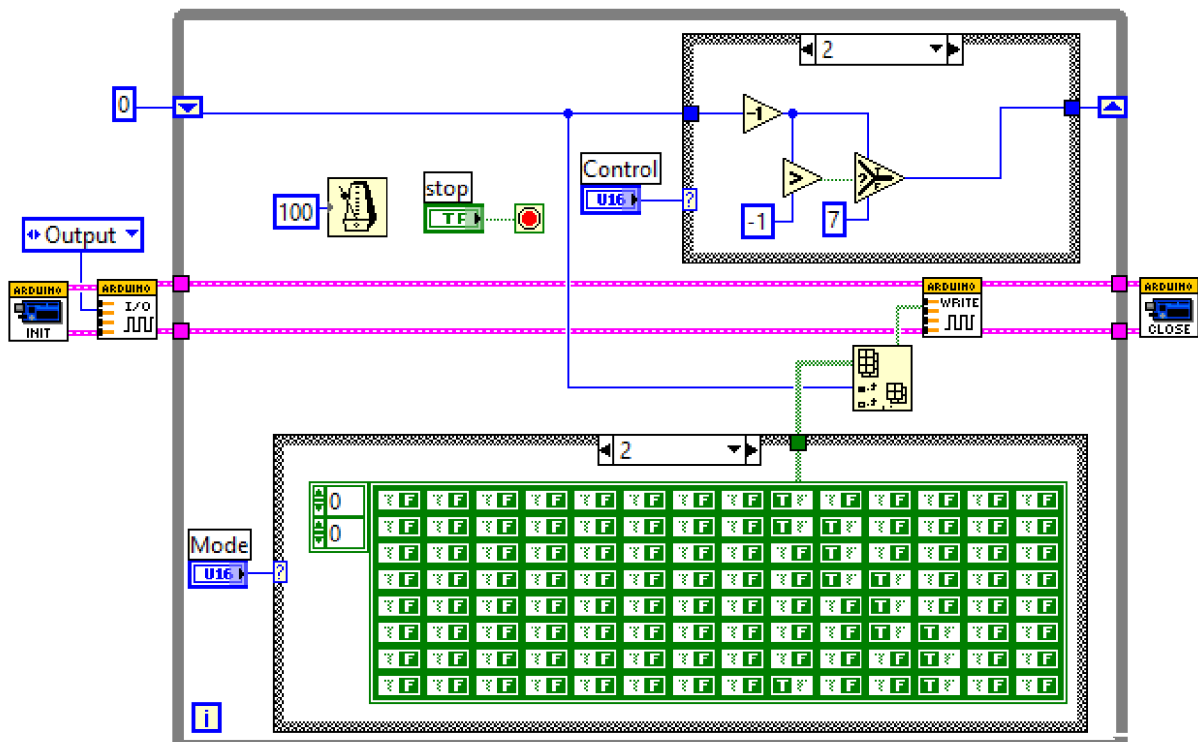 2
0
-1
Control
U16
?
>
?
T
F
stop
TF
100
-1
7
Output
ARDUINO
INIT
ARDUINO
I/O
ARDUINO
WRITE
ARDUINO
CLOSE
2
0
0
F F F F F F F F T F F F F F
F F F F F F F F T T F F F F
F F F F F F F F F T F F F F
F F F F F F F F F T T F F F
F F F F F F F F F F T F F F
F F F F F F F F F F T T F F
F F F F F F F F F F F T F F
F F F F F F F F T F F T F F
Mode
U16
?
i